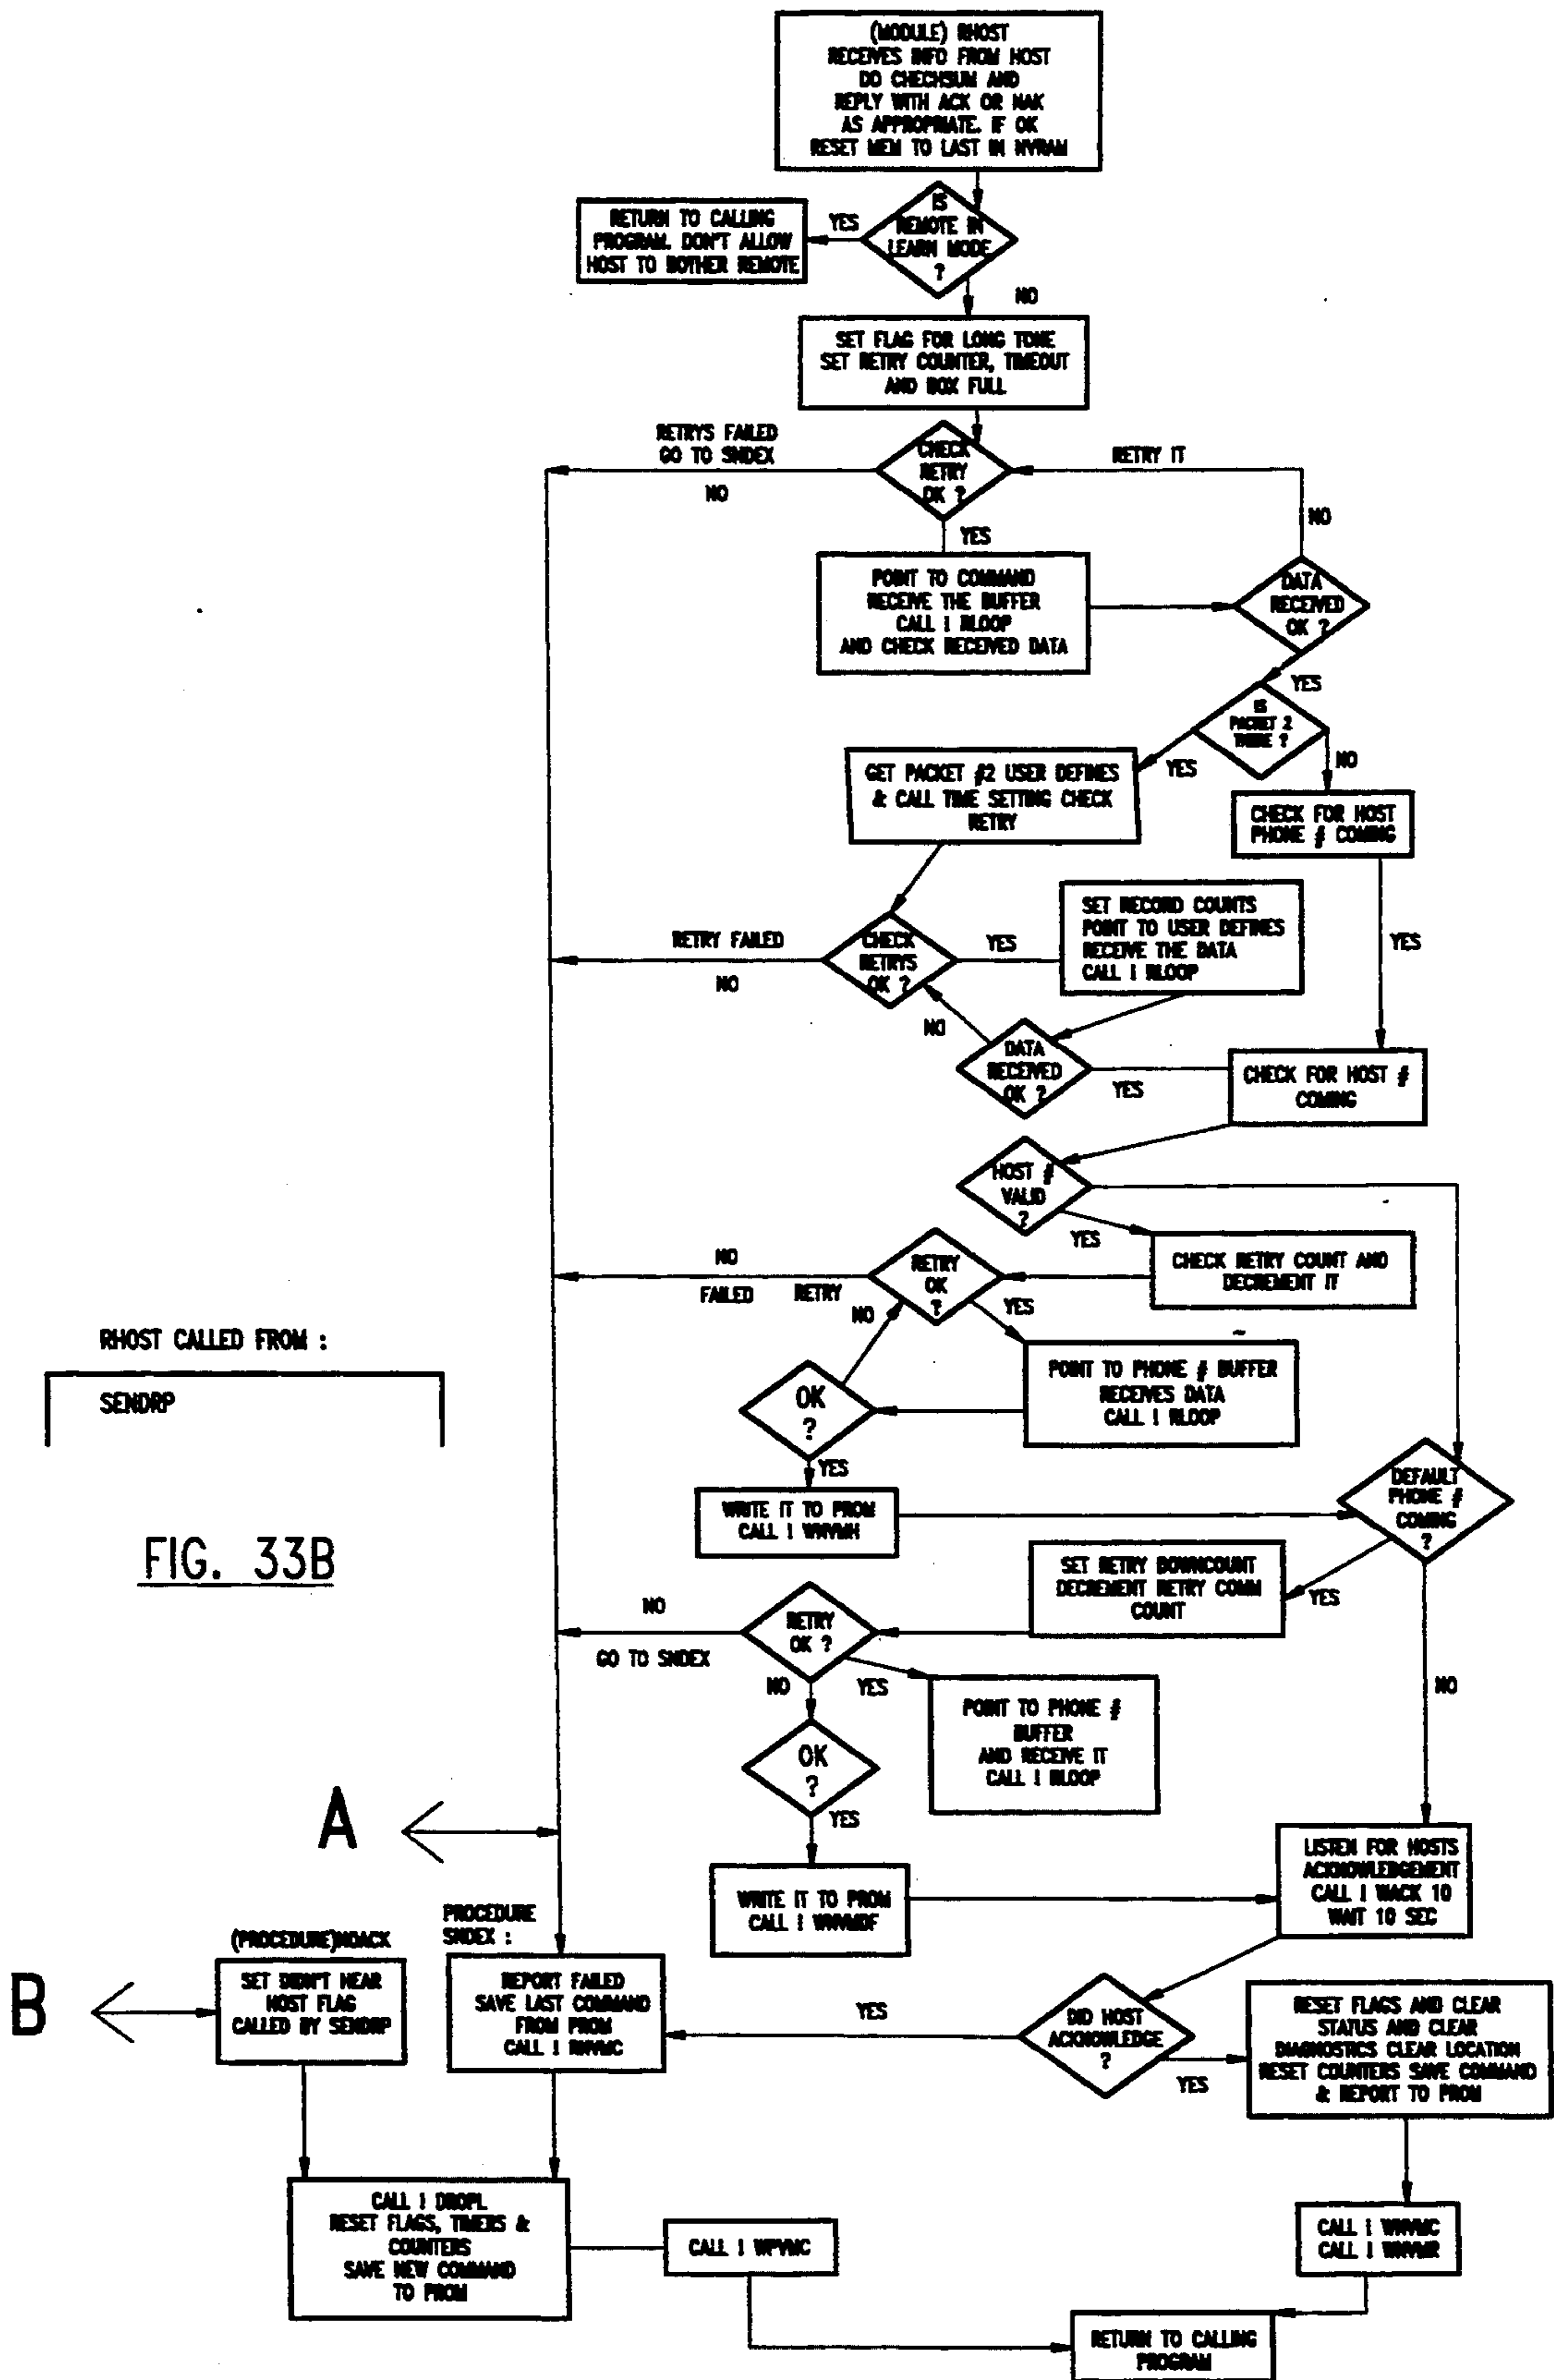 (MODULE) RHOST
RECEIVES INFO FROM HOST
DO CHECHSUM AND
REPLY WITH ACK OR NAK
AS APPROPRIATE. IF OK
RESET MEM TO LAST IN NVRAM
IS
REMOTE IN
LEARN MODE
?
YES
RETURN TO CALLING
PROGRAM. DON'T ALLOW
HOST TO BOTHER REMOTE
NO
SET FLAG FOR LONG TONE
SET RETRY COUNTER, TIMEOUT
AND BOX FULL
RETRYS FAILED
GO TO SNDEX
NO
CHECK
RETRY
OK ?
RETRY IT
NO
YES
POINT TO COMMAND
RECEIVE THE BUFFER
CALL ! RLOOP
AND CHECK RECEIVED DATA
DATA
RECEIVED
OK ?
YES
IS
PACKET 2
THERE ?
YES
NO
GET PACKET #2 USER DEFINES
& CALL TIME SETTING CHECK
RETRY
CHECK FOR HOST
PHONE # COMING
RETRY FAILED
NO
CHECK
RETRYS
OK ?
YES
SET RECORD COUNTS
POINT TO USER DEFINES
RECEIVE THE DATA
CALL ! RLOOP
YES
NO
DATA
RECEIVED
OK ?
YES
CHECK FOR HOST #
COMING
HOST #
VALID
?
YES
CHECK RETRY COUNT AND
DECREMENT IT
NO
FAILED
RETRY
RETRY
OK
?
NO
YES
POINT TO PHONE # BUFFER
RECEIVES DATA
CALL ! RLOOP
RHOST CALLED FROM :
SENDRP
FIG. 33B
OK
?
YES
WRITE IT TO PROM
CALL ! WNVMH
DEFAULT
PHONE #
COMING
?
YES
SET RETRY DOWNCOUNT
DECREMENT RETRY COMM
COUNT
NO
GO TO SNDEX
RETRY
OK ?
NO
YES
POINT TO PHONE #
BUFFER
AND RECEIVE IT
CALL ! RLOOP
NO
OK
?
YES
WRITE IT TO PROM
CALL ! WNVMDF
LISTEN FOR HOSTS
ACKNOWLEDGEMENT
CALL ! WACK 10
WAIT 10 SEC
A
B
(PROCEDURE)NOACK
SET DIDN'T HEAR
HOST FLAG
CALLED BY SENDRP
PROCEDURE
SNDEX :
REPORT FAILED
SAVE LAST COMMAND
FROM PROM
CALL ! RNVMC
YES
DID HOST
ACKNOWLEDGE
?
YES
RESET FLAGS AND CLEAR
STATUS AND CLEAR
DIAGNOSTICS CLEAR LOCATION
RESET COUNTERS SAVE COMMAND
& REPORT TO PROM
CALL ! DROPL
RESET FLAGS, TIMERS &
COUNTERS
SAVE NEW COMMAND
TO PROM
CALL ! WPVMC
CALL ! WNVMC
CALL ! WNVMR
RETURN TO CALLING
PROGRAM